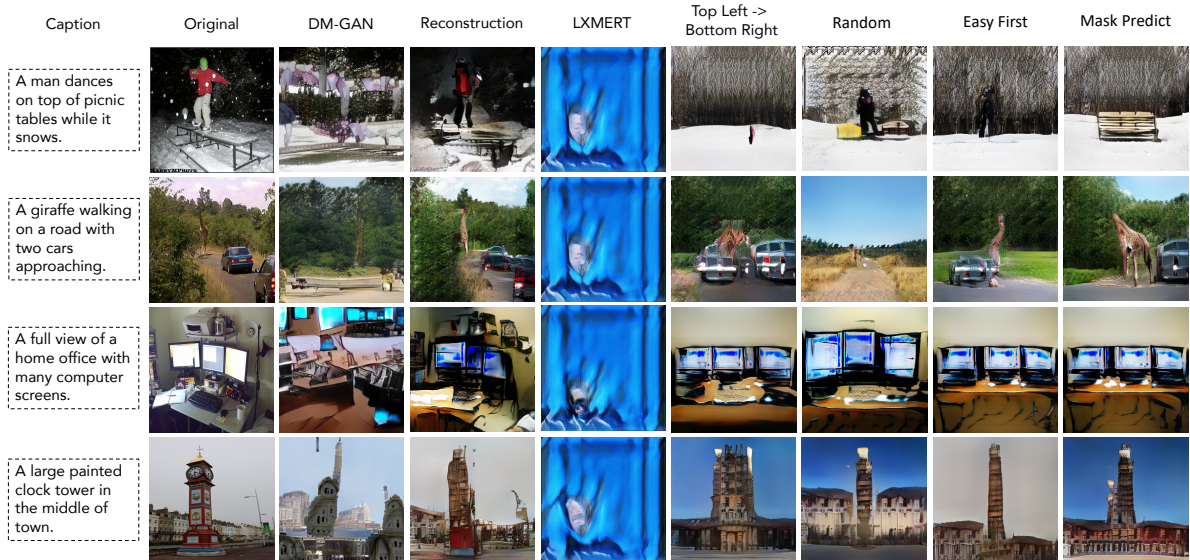 Caption
Original
DM-GAN
Reconstruction
LXMERT
Top Left ->
Bottom Right
Random
Easy First
Mask Predict
A man dances
on top of picnic
tables while it
snows.
A giraffe walking
on a road with
two cars
approaching.
A full view of a
home office with
many computer
screens.
A large painted
clock tower in
the middle of
town.